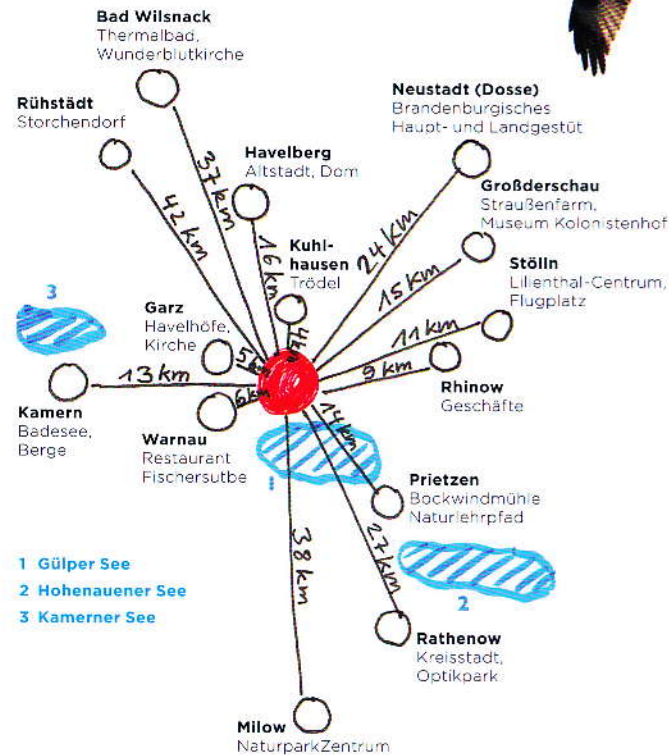 Bad Wilsnack
Thermalbad,
Wunderblutkirche
Rühstädt
Storchendorf
Neustadt (Dosse)
Brandenburgisches
Haupt- und Landgestüt
Havelberg
Altstadt, Dom
Großderschau
Straußenfarm,
Museum Kolonistenhof
Kuhl-
hausen
Trödel
Stölln
Lilienthal-Centrum,
Flugplatz
Garz
Havelhöfe,
Kirche
37 km
42 km
16 km
24 km
15 km
11 km
9 km
4 km
5 km
6 km
13 km
14 km
27 km
38 km
3
Kamern
Badesee,
Berge
Rhinow
Geschäfte
Warnau
Restaurant
Fischersutbe
1
Prietzen
Bockwindmühle
Naturlehrpfad
2
1 Gülper See
2 Hohenauener See
3 Kamerner See
Rathenow
Kreisstadt,
Optikpark
Milow
NaturparkZentrum